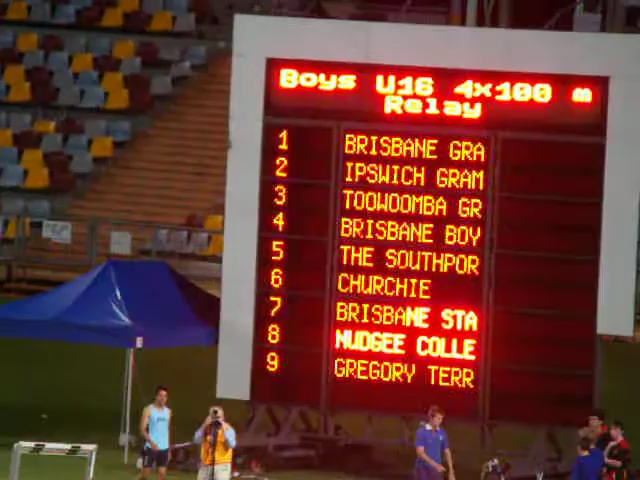 Boys U16 4x100 m
Relay
1 BRISBANE GRA
2 IPSWICH GRAM
3 TOOWOOMBA GR
4 BRISBANE BOY
5 THE SOUTHPOR
6 CHURCHIE
7 BRISBANE STA
8 NUDGEE COLLE
9 GREGORY TERR